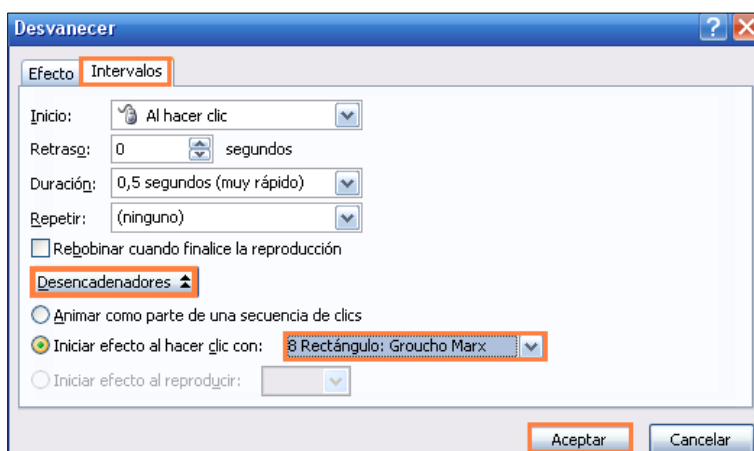 Desvanecer
Efecto Intervalos
Inicio: Al hacer clic
Retraso: 0 segundos
Duración: 0,5 segundos (muy rápido)
Repetir: (ninguno)
Rebobinar cuando finalice la reproducción
Desencadenadores
Animar como parte de una secuencia de clics
Iniciar efecto al hacer clic con: 8 Rectángulo: Groucho Marx
Iniciar efecto al reproducir:
Aceptar Cancelar